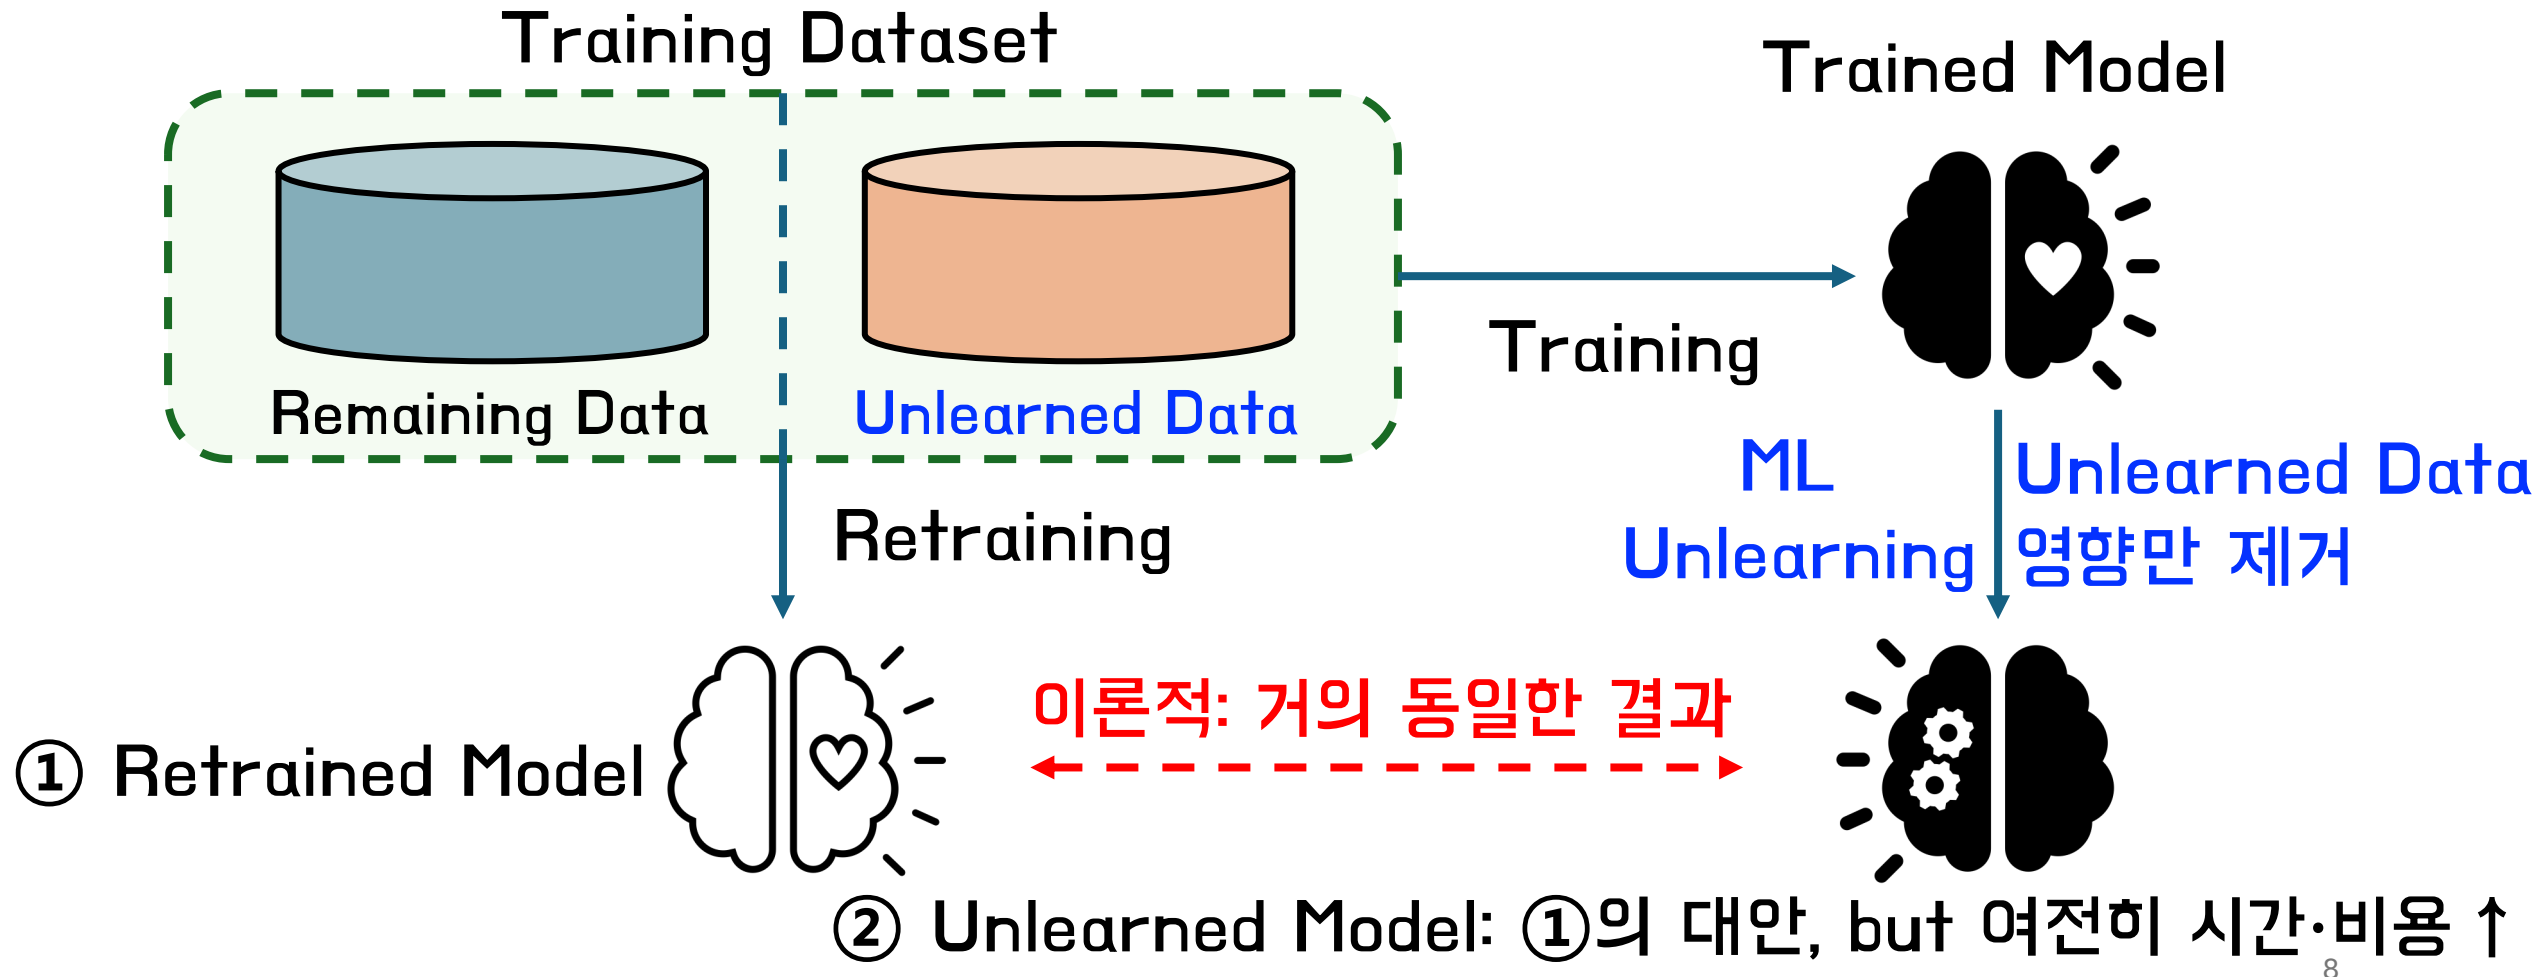 Training Dataset
Trained Model
Remaining Data
Unlearned Data
Training
ML
Unlearning
Unlearned Data
영향만 제거
Retraining
이론적: 거의 동일한 결과
① Retrained Model
② Unlearned Model: ①의 대안, but 여전히 시간·비용 ↑
8